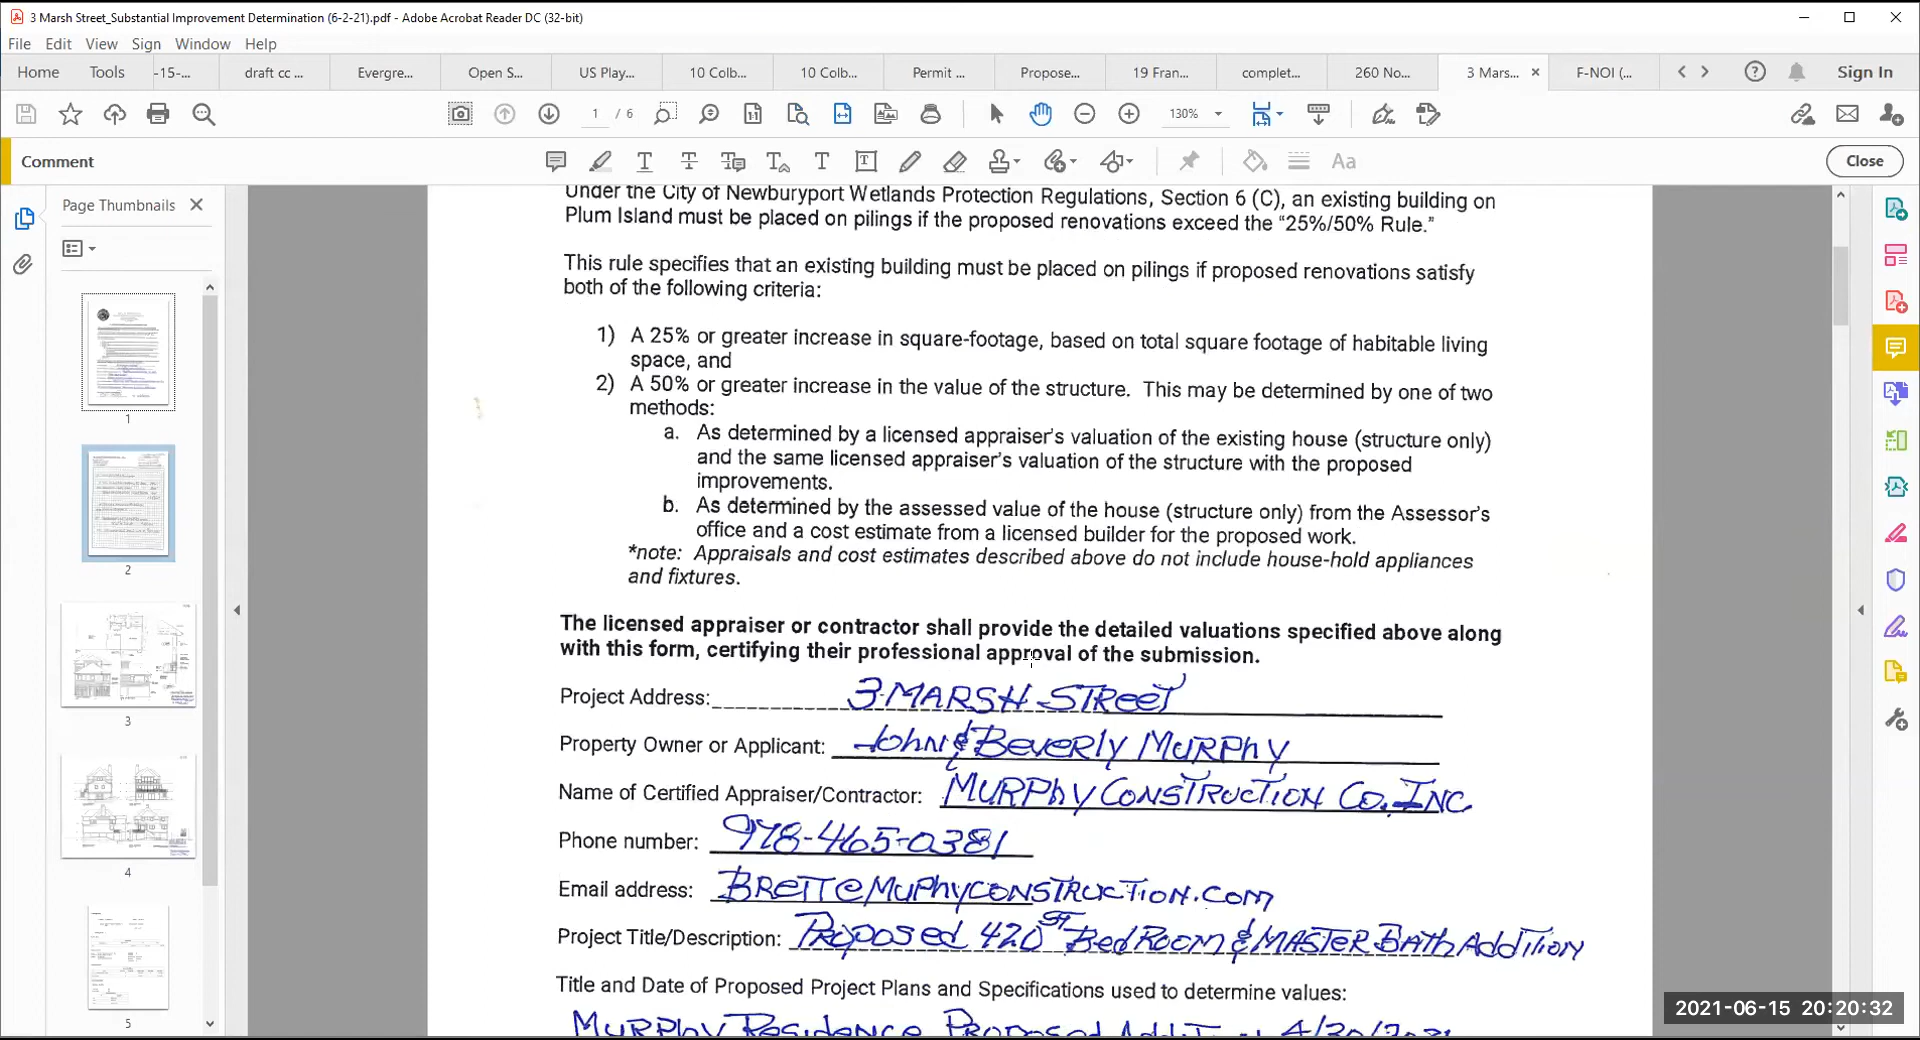 3 Marsh Street_Substantial Improvement Determination (6-2-21).pdf - Adobe Acrobat Reader DC (32-bit)
File Edit View Sign Window Help
Home Tools -15-... draft cc ... Evergre... Open S... US Play... 10 Colb... 10 Colb... Permit ... Propose... 19 Fran... complet... 260 No... 3 Mars... F-NOI (... Sign In
1 / 6 130%
Comment Close
Page Thumbnails
1
2
3
4
5
Under the City of Newburyport Wetlands Protection Regulations, Section 6 (C), an existing building on
Plum Island must be placed on pilings if the proposed renovations exceed the “25%/50% Rule.”
This rule specifies that an existing building must be placed on pilings if proposed renovations satisfy
both of the following criteria:
1) A 25% or greater increase in square-footage, based on total square footage of habitable living
space, and
2) A 50% or greater increase in the value of the structure. This may be determined by one of two
methods:
a. As determined by a licensed appraiser’s valuation of the existing house (structure only)
and the same licensed appraiser’s valuation of the structure with the proposed
improvements.
b. As determined by the assessed value of the house (structure only) from the Assessor’s
office and a cost estimate from a licensed builder for the proposed work.
*note: Appraisals and cost estimates described above do not include house-hold appliances
and fixtures.
The licensed appraiser or contractor shall provide the detailed valuations specified above along
with this form, certifying their professional approval of the submission.
Project Address: 3 MARSH STREET
Property Owner or Applicant: John & Beverly Murphy
Name of Certified Appraiser/Contractor: Murphy Construction Co., Inc
Phone number: 978-465-0381
Email address: BRETT@MuPhyCONSTRUCTION.COM
Project Title/Description: Proposed 420 SF BedRoom & MASTER BAth Addition
Title and Date of Proposed Project Plans and Specifications used to determine values:
Murphy Residence Proposed Addition 4/30/2021
2021-06-15 20:20:32